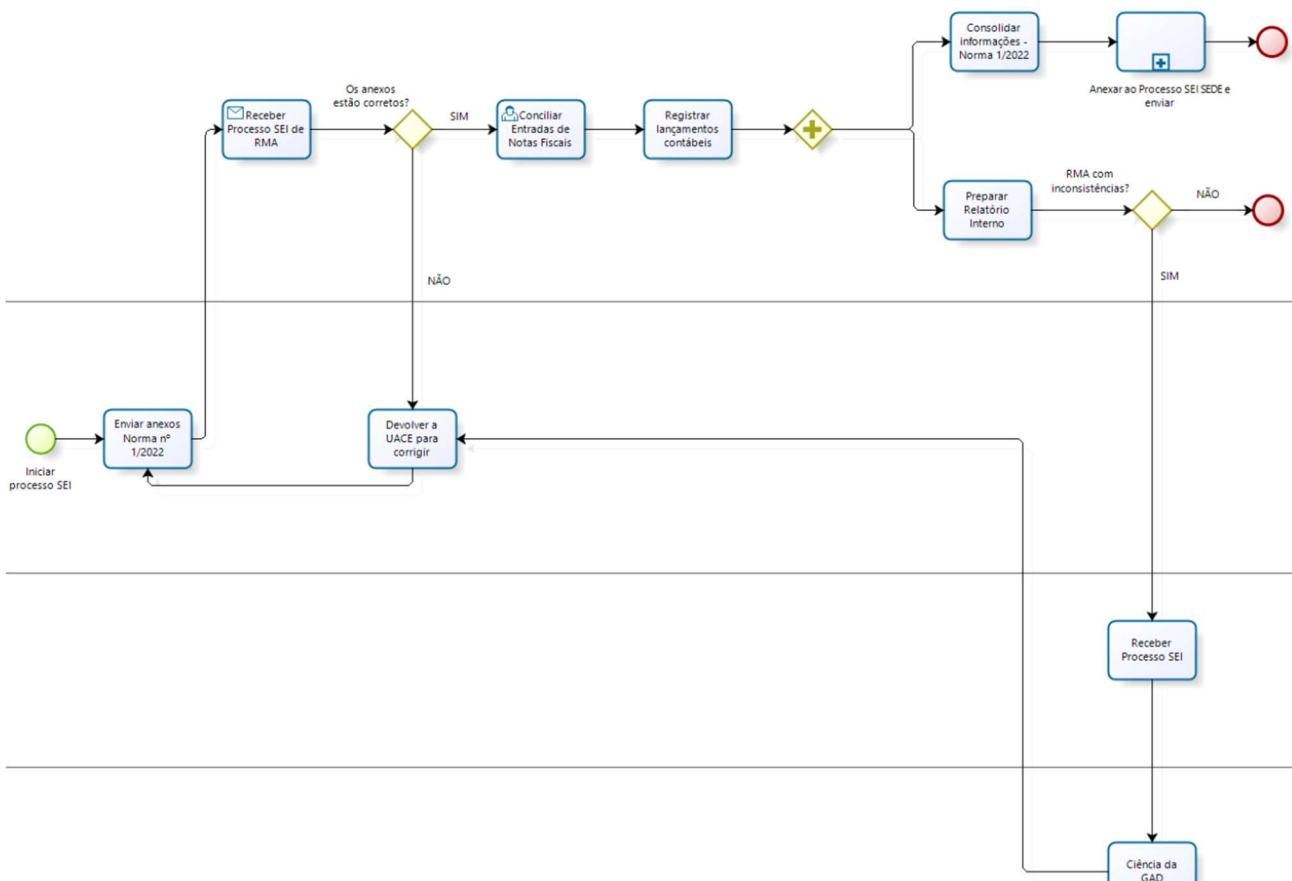 Consolidar
informações -
Norma 1/2022
Anexar ao Processo SEI SEDE e
enviar
Os anexos
estão corretos?
Receber
Processo SEI de
RMA
SIM
Conciliar
Entradas de
Notas Fiscais
Registrar
lançamentos
contábeis
RMA com
inconsistências?
Preparar
Relatório
Interno
NÃO
SIM
NÃO
Enviar anexos
Norma nº
1/2022
Devolver a
UACE para
corrigir
Iniciar
processo SEI
Receber
Processo SEI
Ciência da
GAD